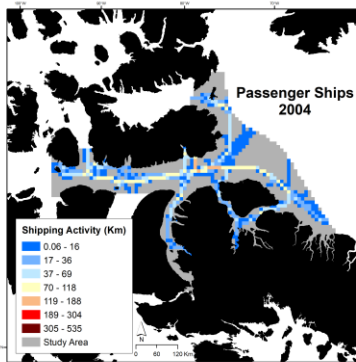 Passenger Ships
2004
Shipping Activity (Km)
0.06 - 16
17 - 36
37 - 69
70 - 118
119 - 188
189 - 304
305 - 535
Study Area
N
0 30 60 120 Km